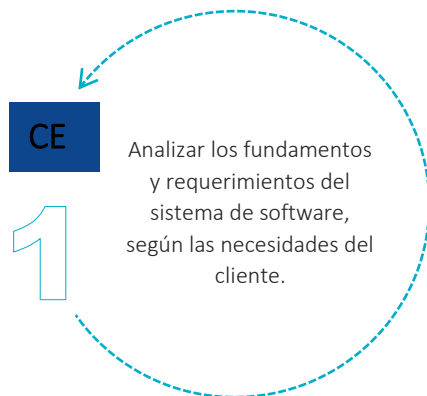 CE
1
Analizar los fundamentos
y requerimientos del
sistema de software,
según las necesidades del
cliente.